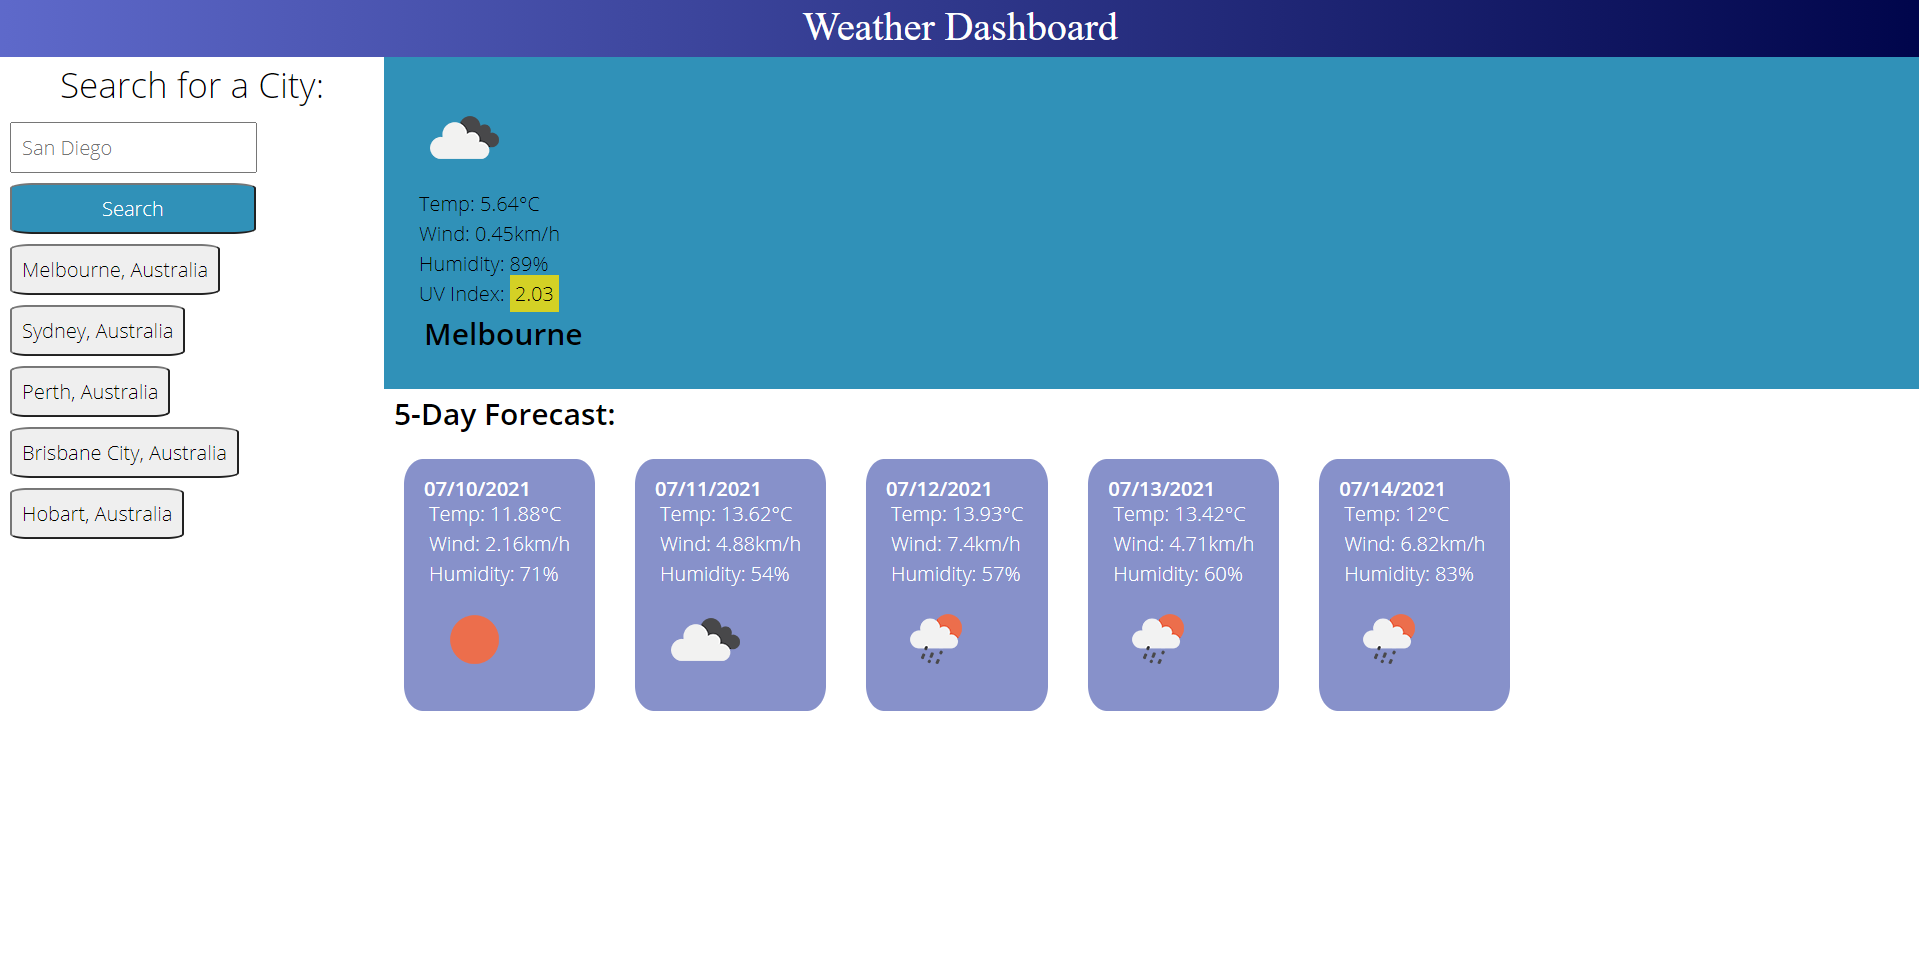 Weather Dashboard
Search for a City:
San Diego
Search
Melbourne, Australia
Sydney, Australia
Perth, Australia
Brisbane City, Australia
Hobart, Australia
Temp: 5.64°C
Wind: 0.45km/h
Humidity: 89%
UV Index: 2.03
Melbourne
5-Day Forecast:
07/10/2021
Temp: 11.88°C
Wind: 2.16km/h
Humidity: 71%
07/11/2021
Temp: 13.62°C
Wind: 4.88km/h
Humidity: 54%
07/12/2021
Temp: 13.93°C
Wind: 7.4km/h
Humidity: 57%
07/13/2021
Temp: 13.42°C
Wind: 4.71km/h
Humidity: 60%
07/14/2021
Temp: 12°C
Wind: 6.82km/h
Humidity: 83%